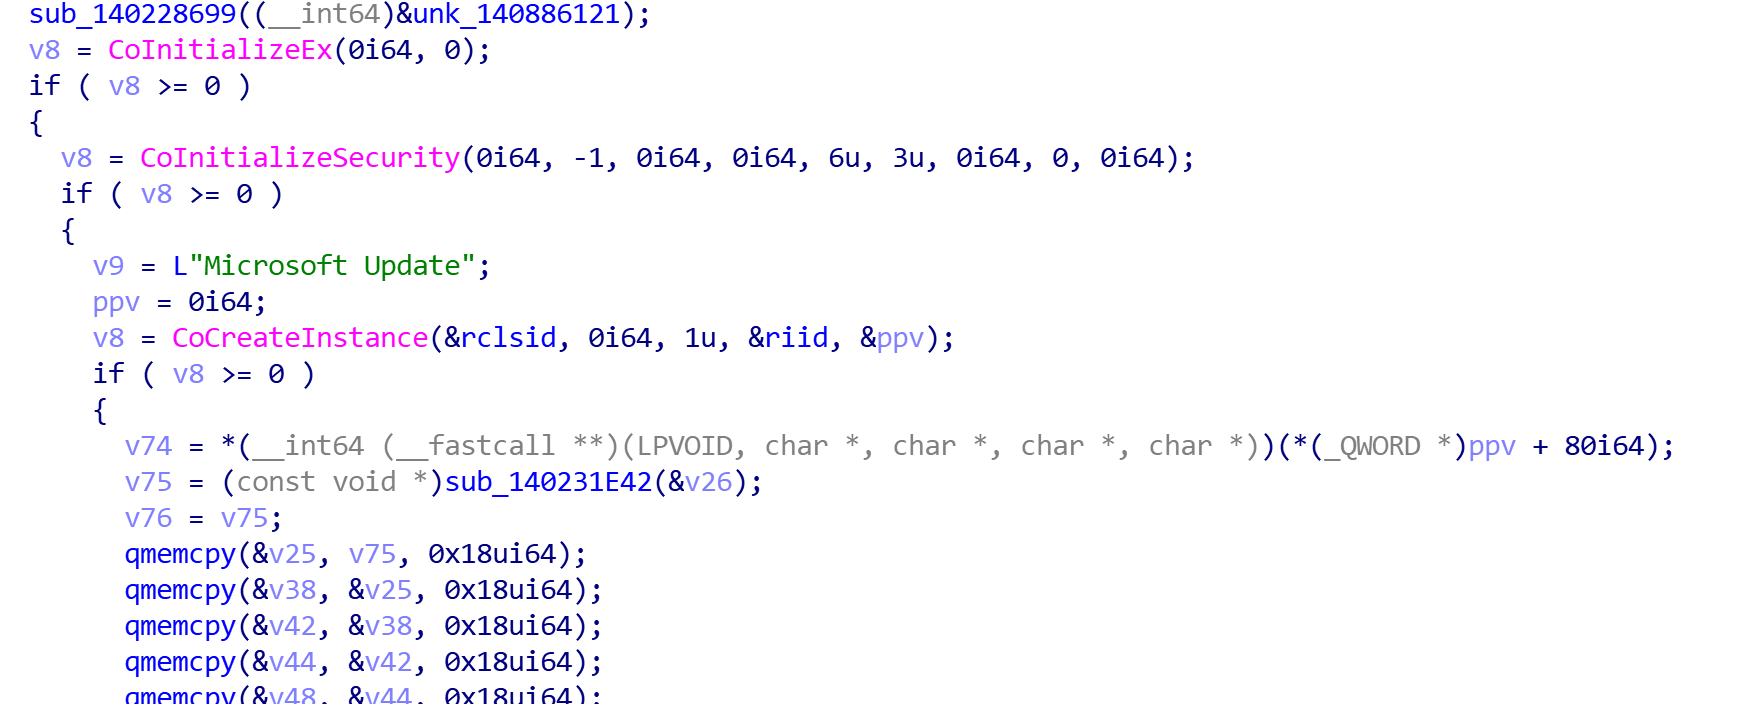 sub_140228699((__int64)&unk_140886121);
v8 = CoInitializeEx(0i64, 0);
if ( v8 >= 0 )
{
v8 = CoInitializeSecurity(0i64, -1, 0i64, 0i64, 6u, 3u, 0i64, 0, 0i64);
if ( v8 >= 0 )
{
v9 = L"Microsoft Update";
ppv = 0i64;
v8 = CoCreateInstance(&rclsid, 0i64, 1u, &riid, &ppv);
if ( v8 >= 0 )
{
v74 = *(__int64 (__fastcall **)(LPVOID, char *, char *, char *, char *))(*(_QWORD *)ppv + 80i64);
v75 = (const void *)sub_140231E42(&v26);
v76 = v75;
qmemcpy(&v25, v75, 0x18ui64);
qmemcpy(&v38, &v25, 0x18ui64);
qmemcpy(&v42, &v38, 0x18ui64);
qmemcpy(&v44, &v42, 0x18ui64);
qmemcpy(&v48, &v44, 0x18ui64);